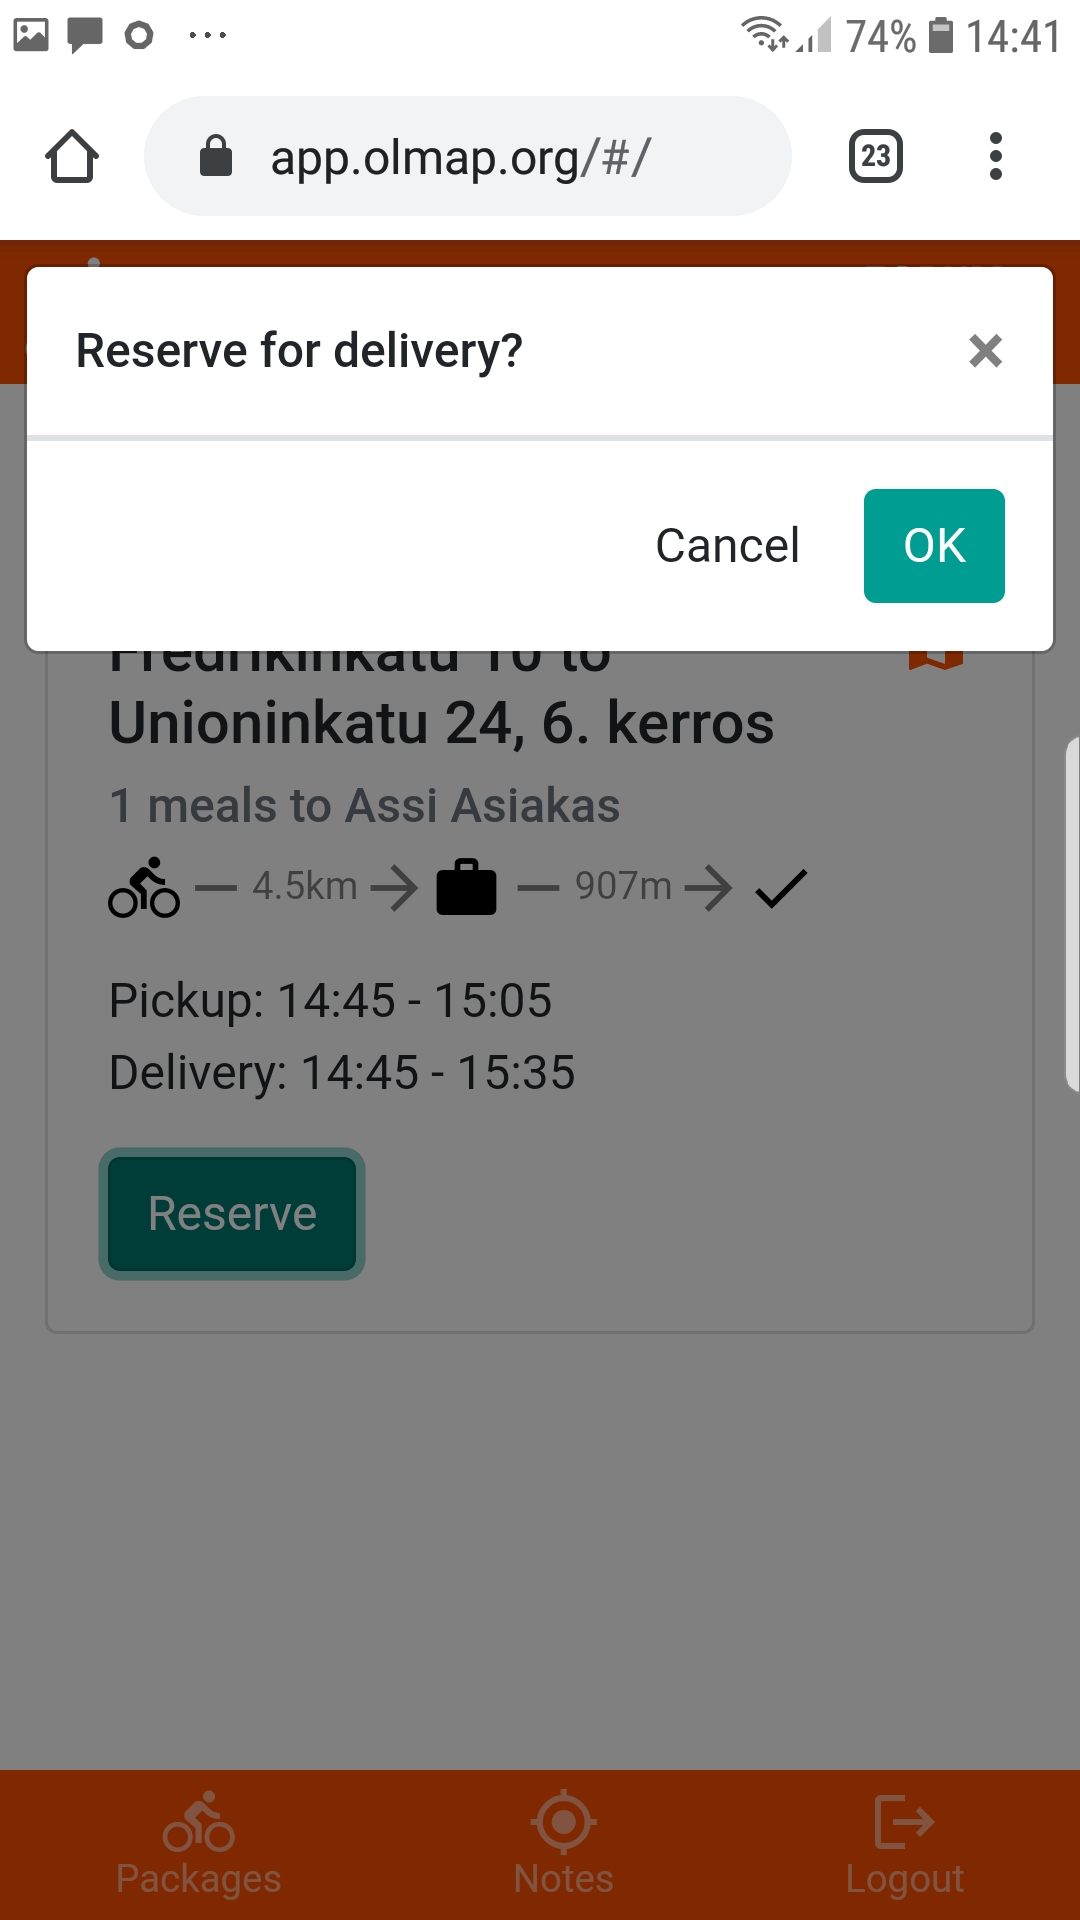 74% 14:41
app.olmap.org/#/
23
Reserve for delivery?
×
Cancel
OK
Fredrikinkatu 10 to
Unioninkatu 24, 6. kerros
1 meals to Assi Asiakas
4.5km
907m
Pickup: 14:45 - 15:05
Delivery: 14:45 - 15:35
Reserve
Packages
Notes
Logout